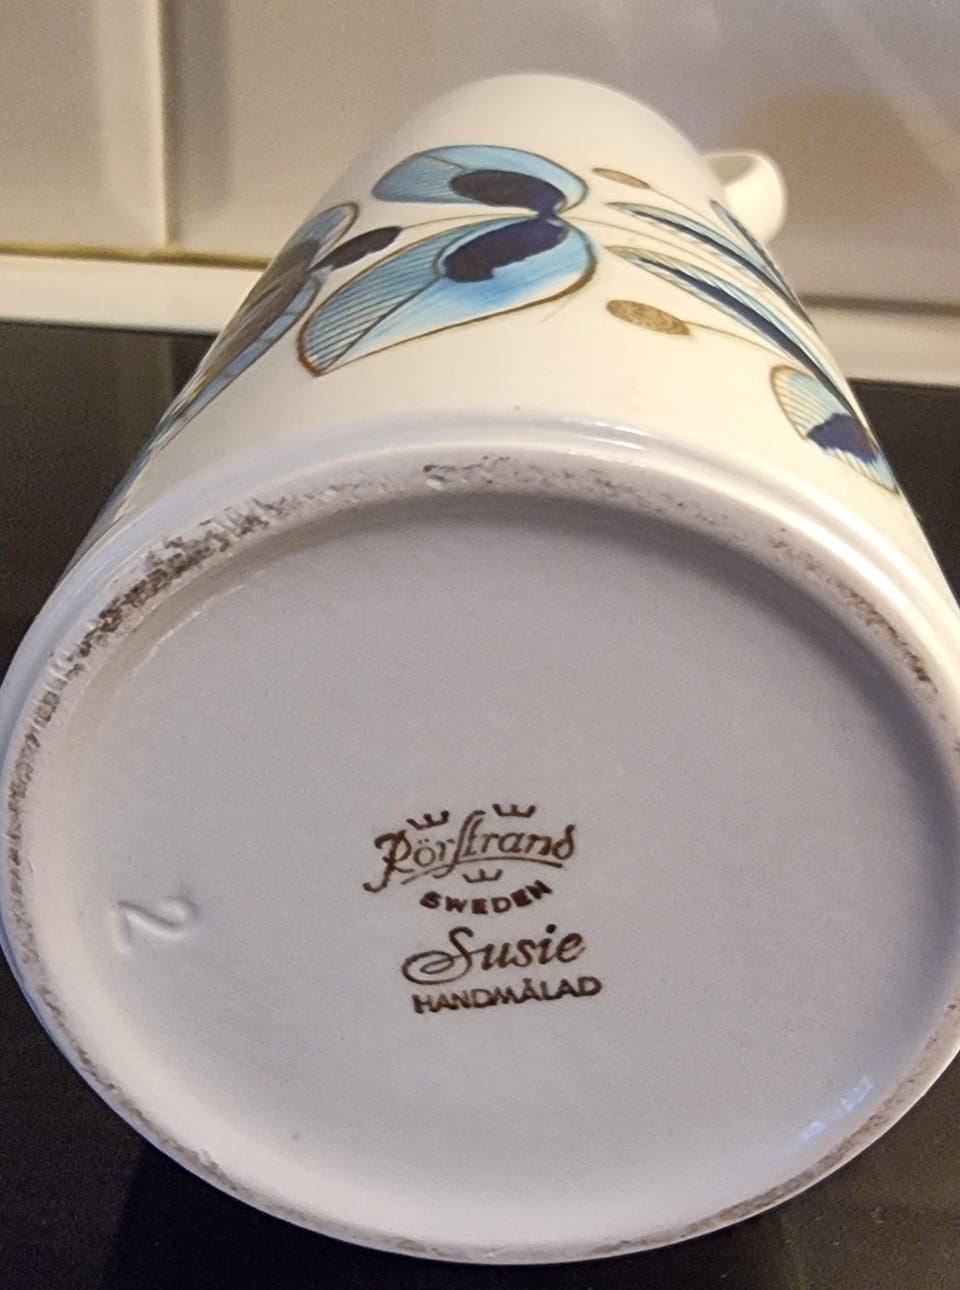 Rörstrand
SWEDEN
Susie
HANDMÅLAD
2